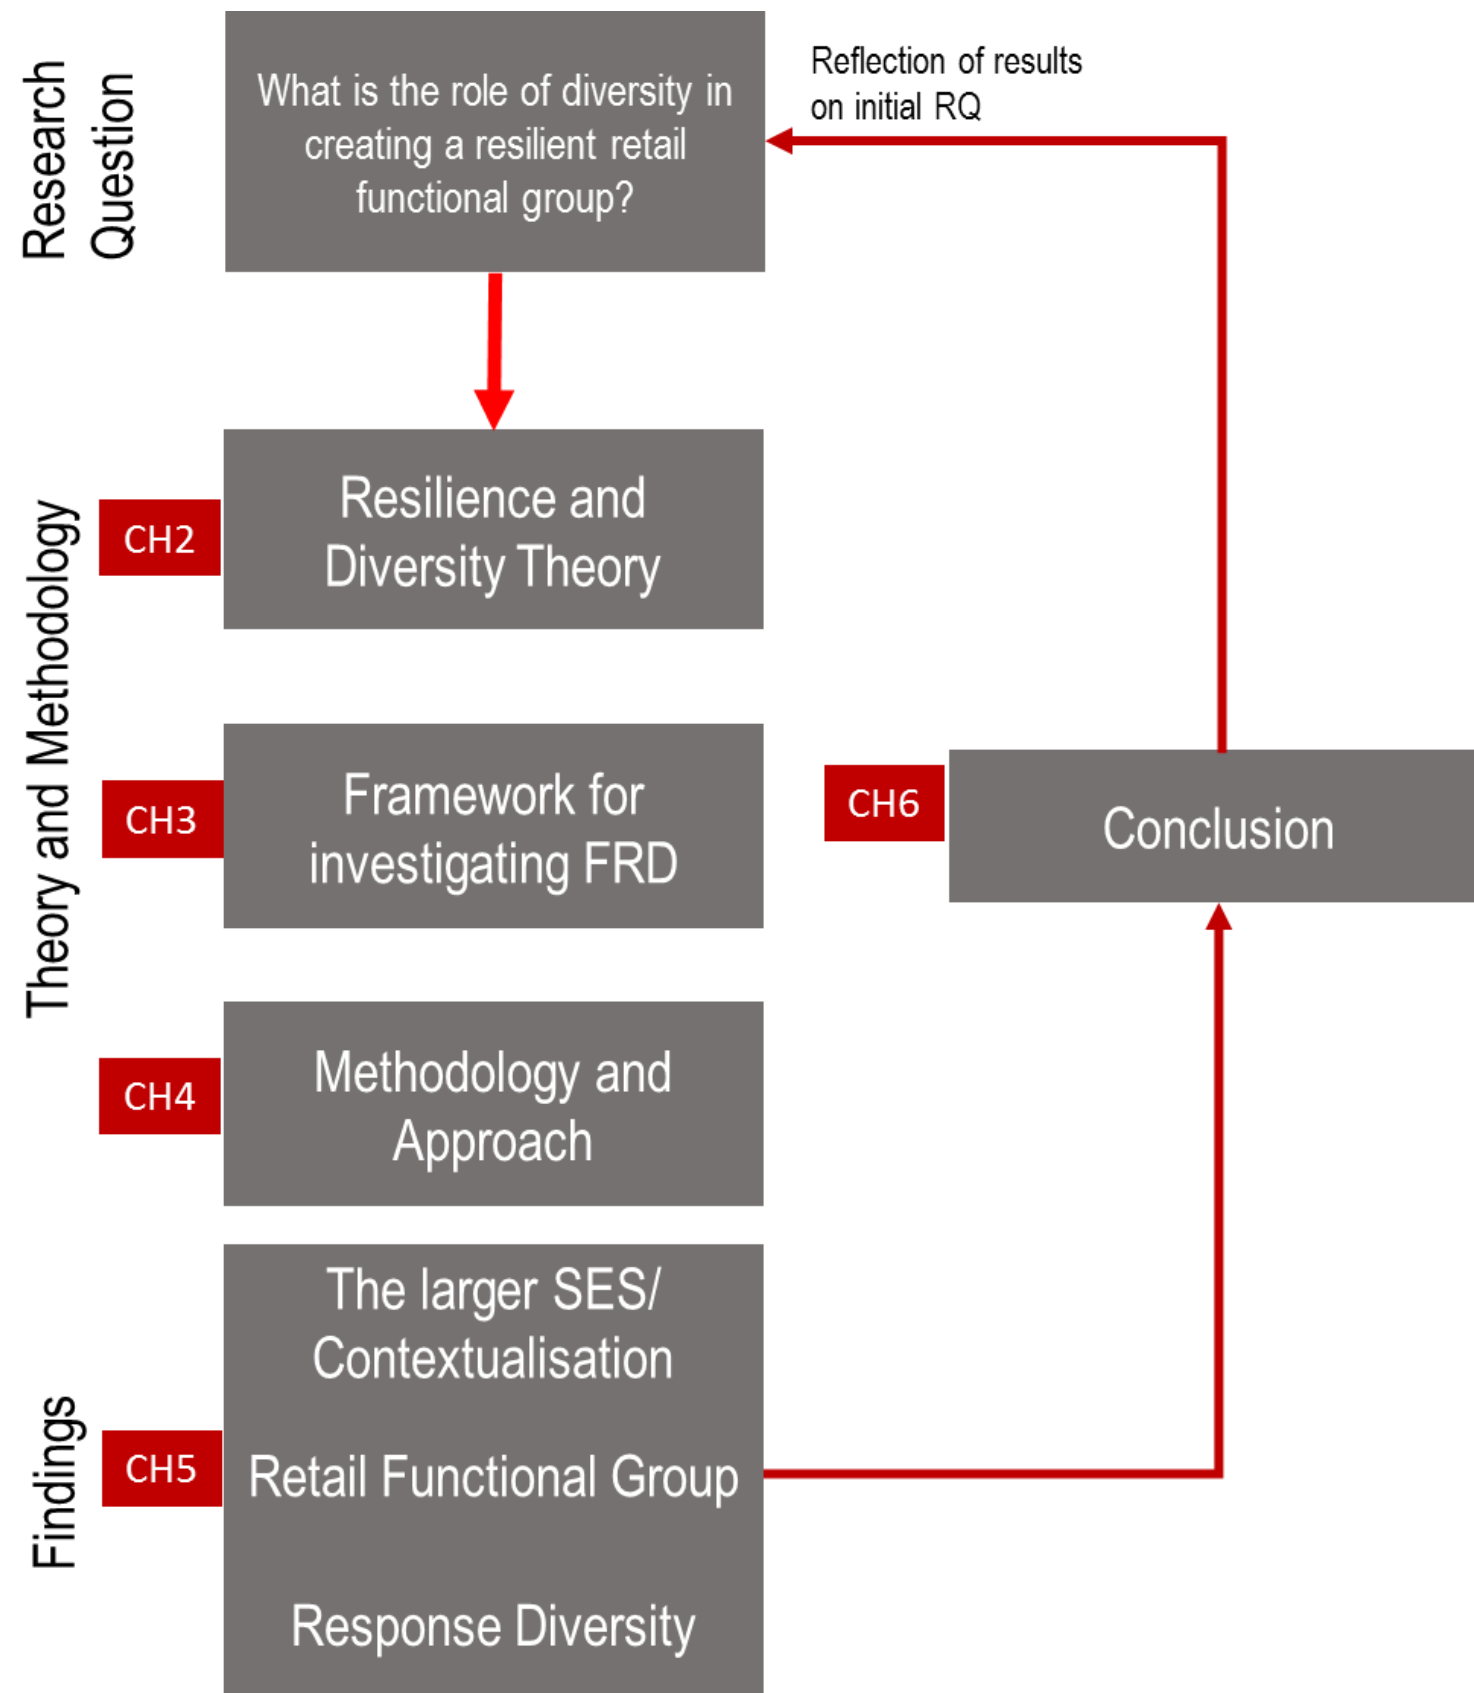 Research
Question
What is the role of diversity in
creating a resilient retail
functional group?
Reflection of results
on initial RQ
Theory and Methodology
CH2
Resilience and
Diversity Theory
CH3
Framework for
investigating FRD
CH4
Methodology and
Approach
Findings
CH5
The larger SES/
Contextualisation
Retail Functional Group
Response Diversity
CH6
Conclusion